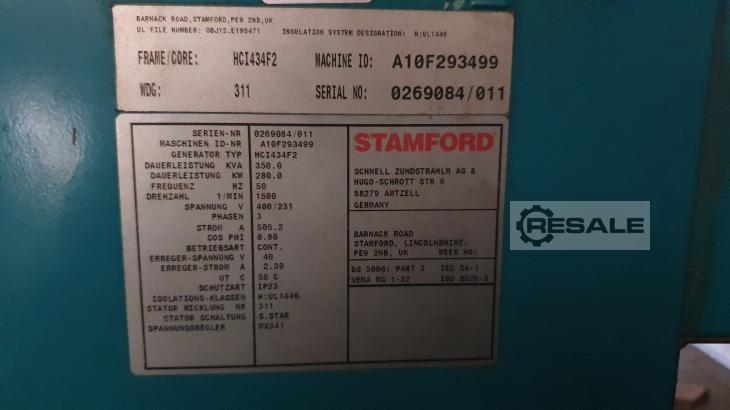 BARNACK ROAD,STAMFORD,PE9 2NB,UK
UL FILE NUMBER: OBJY2.E195471 INSULATION SYSTEM DESIGNATION: H:UL1446
FRAME/CORE: HCI434F2 MACHINE ID: A10F293499
WDG: 311 SERIAL NO: 0269084/011
SERIEN-NR 0269084/011
MASCHINEN ID-NR A10F293499
GENERATOR TYP HCI434F2
DAUERLEISTUNG KVA 350.0
DAUERLEISTUNG KW 280.0
FREQUENZ HZ 50
DREHZAHL 1/MIN 1500
SPANNUNG V 400/231
PHASEN 3
STROM A 505.2
COS PHI 0.80
BETRIEBSART CONT.
ERREGER-SPANNUNG V 40
ERREGER-STROM A 2.30
UT C 50 C
SCHUTZART IP23
ISOLATIONS-KLASSEN H:UL1446
STATOR WICKLUNG NR 311
STATOR SCHALTUNG S.STAR
SPANNUNGSREGLER MX341
STAMFORD
SCHNELL ZUNDSTRAHLM AG &
HUGO-SCHROTT STR 6
88279 AMTZELL
GERMANY
BARNACK ROAD
STAMFORD, LINCOLNSHIRE.
PE9 2NB, UK WEEK NO:
BS 5000: PART 3 IEC 34-1
NEMA MG 1-32 ISO 8528-3
RESALE